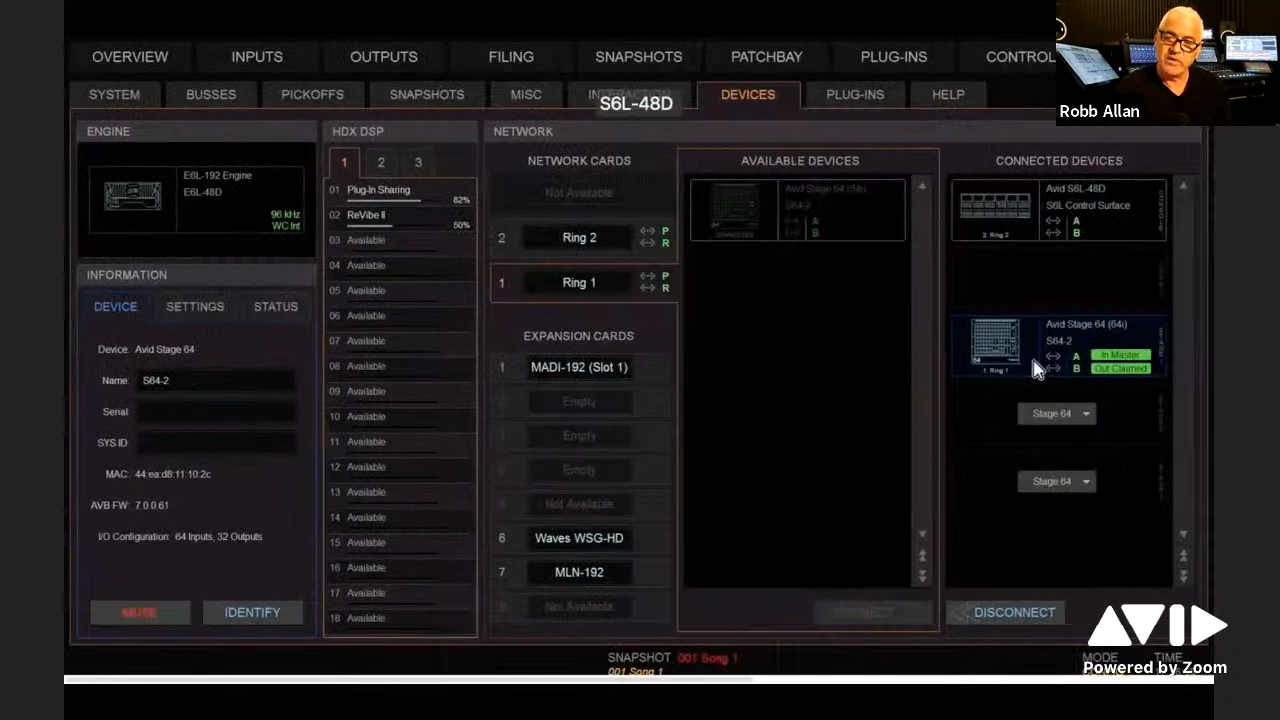 OVERVIEW INPUTS OUTPUTS FILING SNAPSHOTS PATCHBAY PLUG-INS CONTROL
Robb Allan
SYSTEM BUSSES PICKOFFS SNAPSHOTS MISC INTERACTION DEVICES PLUG-INS HELP
S6L-48D
ENGINE
E6L-192 Engine
E6L-48D
96 kHz
WC Int
INFORMATION
DEVICE SETTINGS STATUS
Device: Avid Stage 64
Name: S64-2
Serial
SYS ID:
MAC: 44:ea:d8:11:10:2c
AVB FW: 7.0.0.61
I/O Configuration: 64 Inputs, 32 Outputs
MUTE IDENTIFY
HDX DSP
1 2 3
01 Plug-In Sharing
82%
02 ReVibe II
50%
03 Available
04 Available
05 Available
06 Available
07 Available
08 Available
09 Available
10 Available
11 Available
12 Available
13 Available
14 Available
15 Available
16 Available
17 Available
18 Available
NETWORK
NETWORK CARDS
Not Available
2 Ring 2 P
R
1 Ring 1 P
R
EXPANSION CARDS
1 MADI-192 (Slot 1)
Empty
Empty
Empty
Not Available
6 Waves WSG-HD
7 MLN-192
Not Available
AVAILABLE DEVICES
Avid Stage 64 (64i)
S64-2
A
B
CONNECTED
CONNECT
CONNECTED DEVICES
Avid S6L-48D
S6L Control Surface
A
B
2. Ring 2
Avid Stage 64 (64i)
S64-2
A In Master
B Out Claimed
64
1. Ring 1
Stage 64
Stage 64
DISCONNECT
SNAPSHOT 001 Song 1
001 Song 1
MODE TIME
AVID
Powered by Zoom